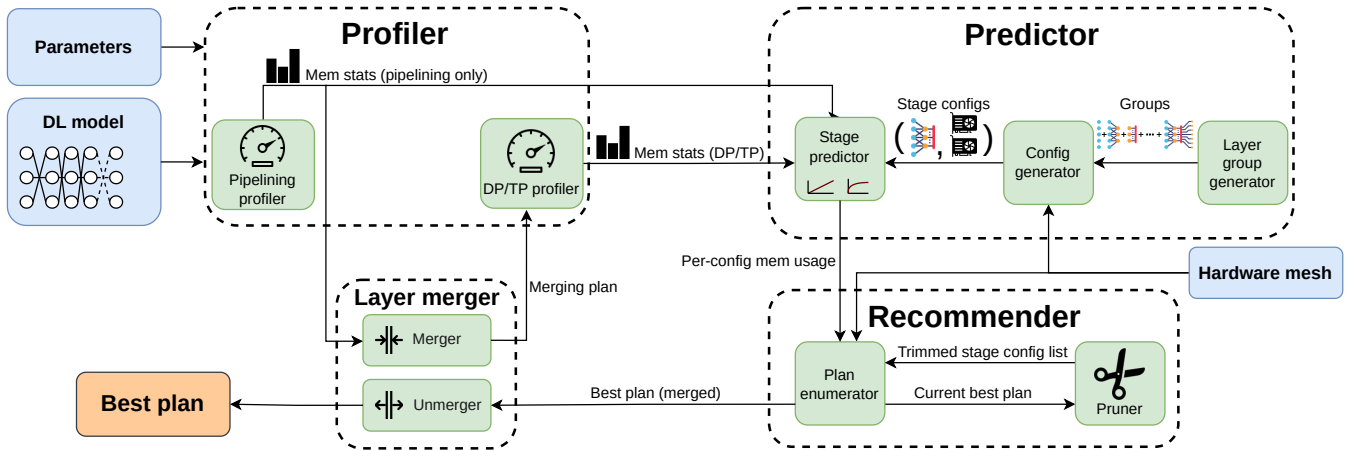 Parameters
DL model
Profiler
Mem stats (pipelining only)
Pipelining
profiler
DP/TP profiler
Mem stats (DP/TP)
Predictor
Stage
predictor
Stage configs
( , )
Config
generator
Groups
+ + ··· +
Layer
group
generator
Per-config mem usage
Hardware mesh
Layer merger
Merging plan
Merger
Unmerger
Recommender
Plan
enumerator
Trimmed stage config list
Current best plan
Pruner
Best plan (merged)
Best plan